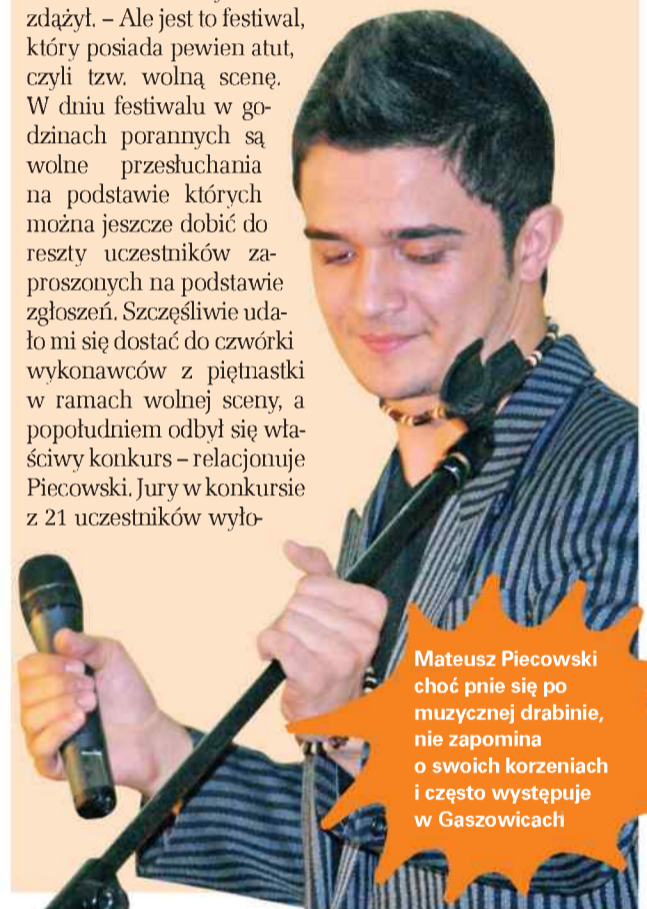 zdążył. – Ale jest to festiwal,
który posiada pewien atut,
czyli tzw. wolną scenę.
W dniu festiwalu w go-
dzinach porannych są
wolne przesłuchania
na podstawie których
można jeszcze dobić do
reszty uczestników za-
proszonych na podstawie
zgłoszeń. Szczęśliwie uda-
ło mi się dostać do czwórki
wykonawców z piętnastki
w ramach wolnej sceny, a
popołudniem odbył się wła-
ściwy konkurs – relacjonuje
Piecowski. Jury w konkursie
z 21 uczestników wyło-
Mateusz Piecowski
choć pnie się po
muzycznej drabinie,
nie zapomina
o swoich korzeniach
i często występuje
w Gaszowicach